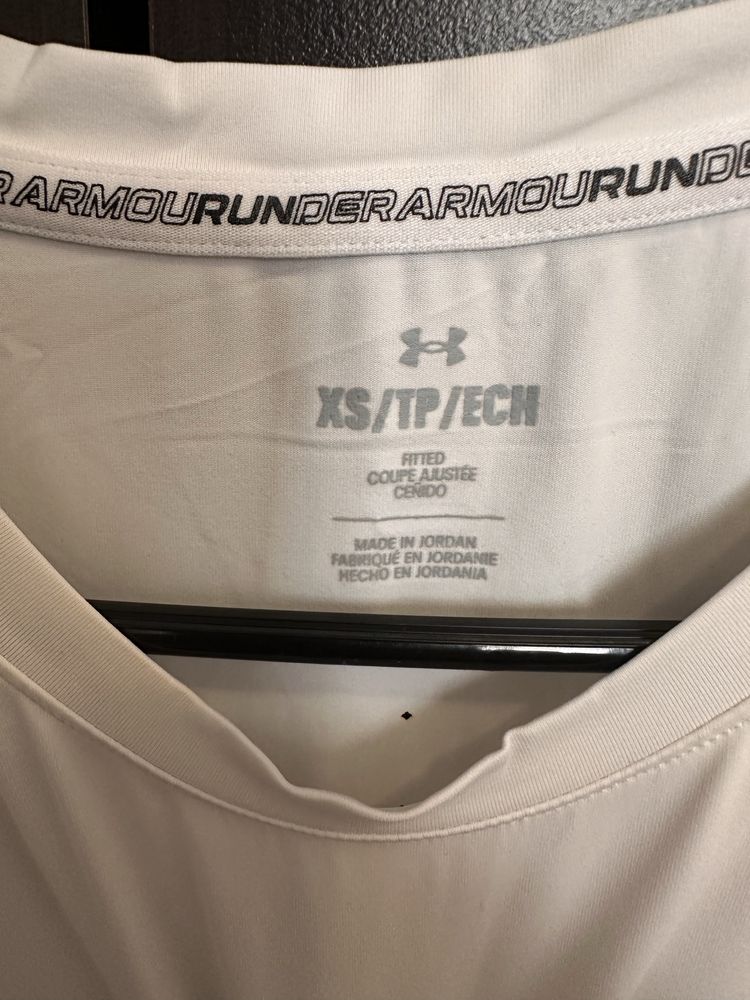 R ARMOURUNDERARMOURUNDE
XS/TP/ECH
FITTED
COUPE AJUSTÉE
CEÑIDO
MADE IN JORDAN
FABRIQUÉ EN JORDANIE
HECHO EN JORDANIA